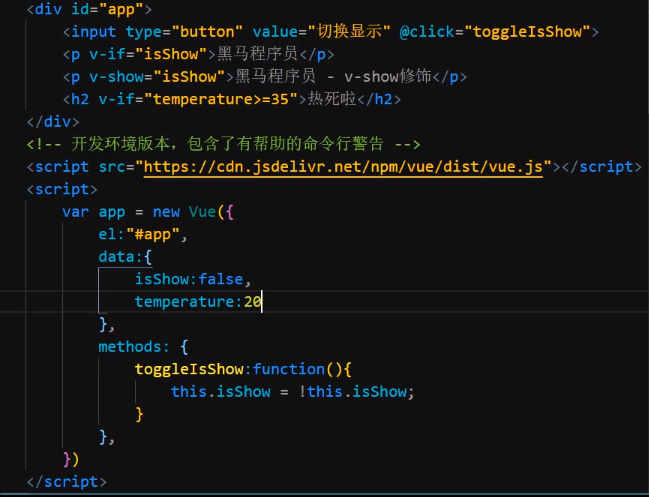 <div id="app">
<input type="button" value="切换显示" @click="toggleIsShow">
<p v-if="isShow">黑马程序员</p>
<p v-show="isShow">黑马程序员 - v-show修饰</p>
<h2 v-if="temperature>=35">热死啦</h2>
</div>
<!-- 开发环境版本，包含了有帮助的命令行警告 -->
<script src="https://cdn.jsdelivr.net/npm/vue/dist/vue.js"></script>
<script>
var app = new Vue({
el:"#app",
data:{
isShow:false,
temperature:20
},
methods: {
toggleIsShow:function(){
this.isShow = !this.isShow;
}
},
})
</script>